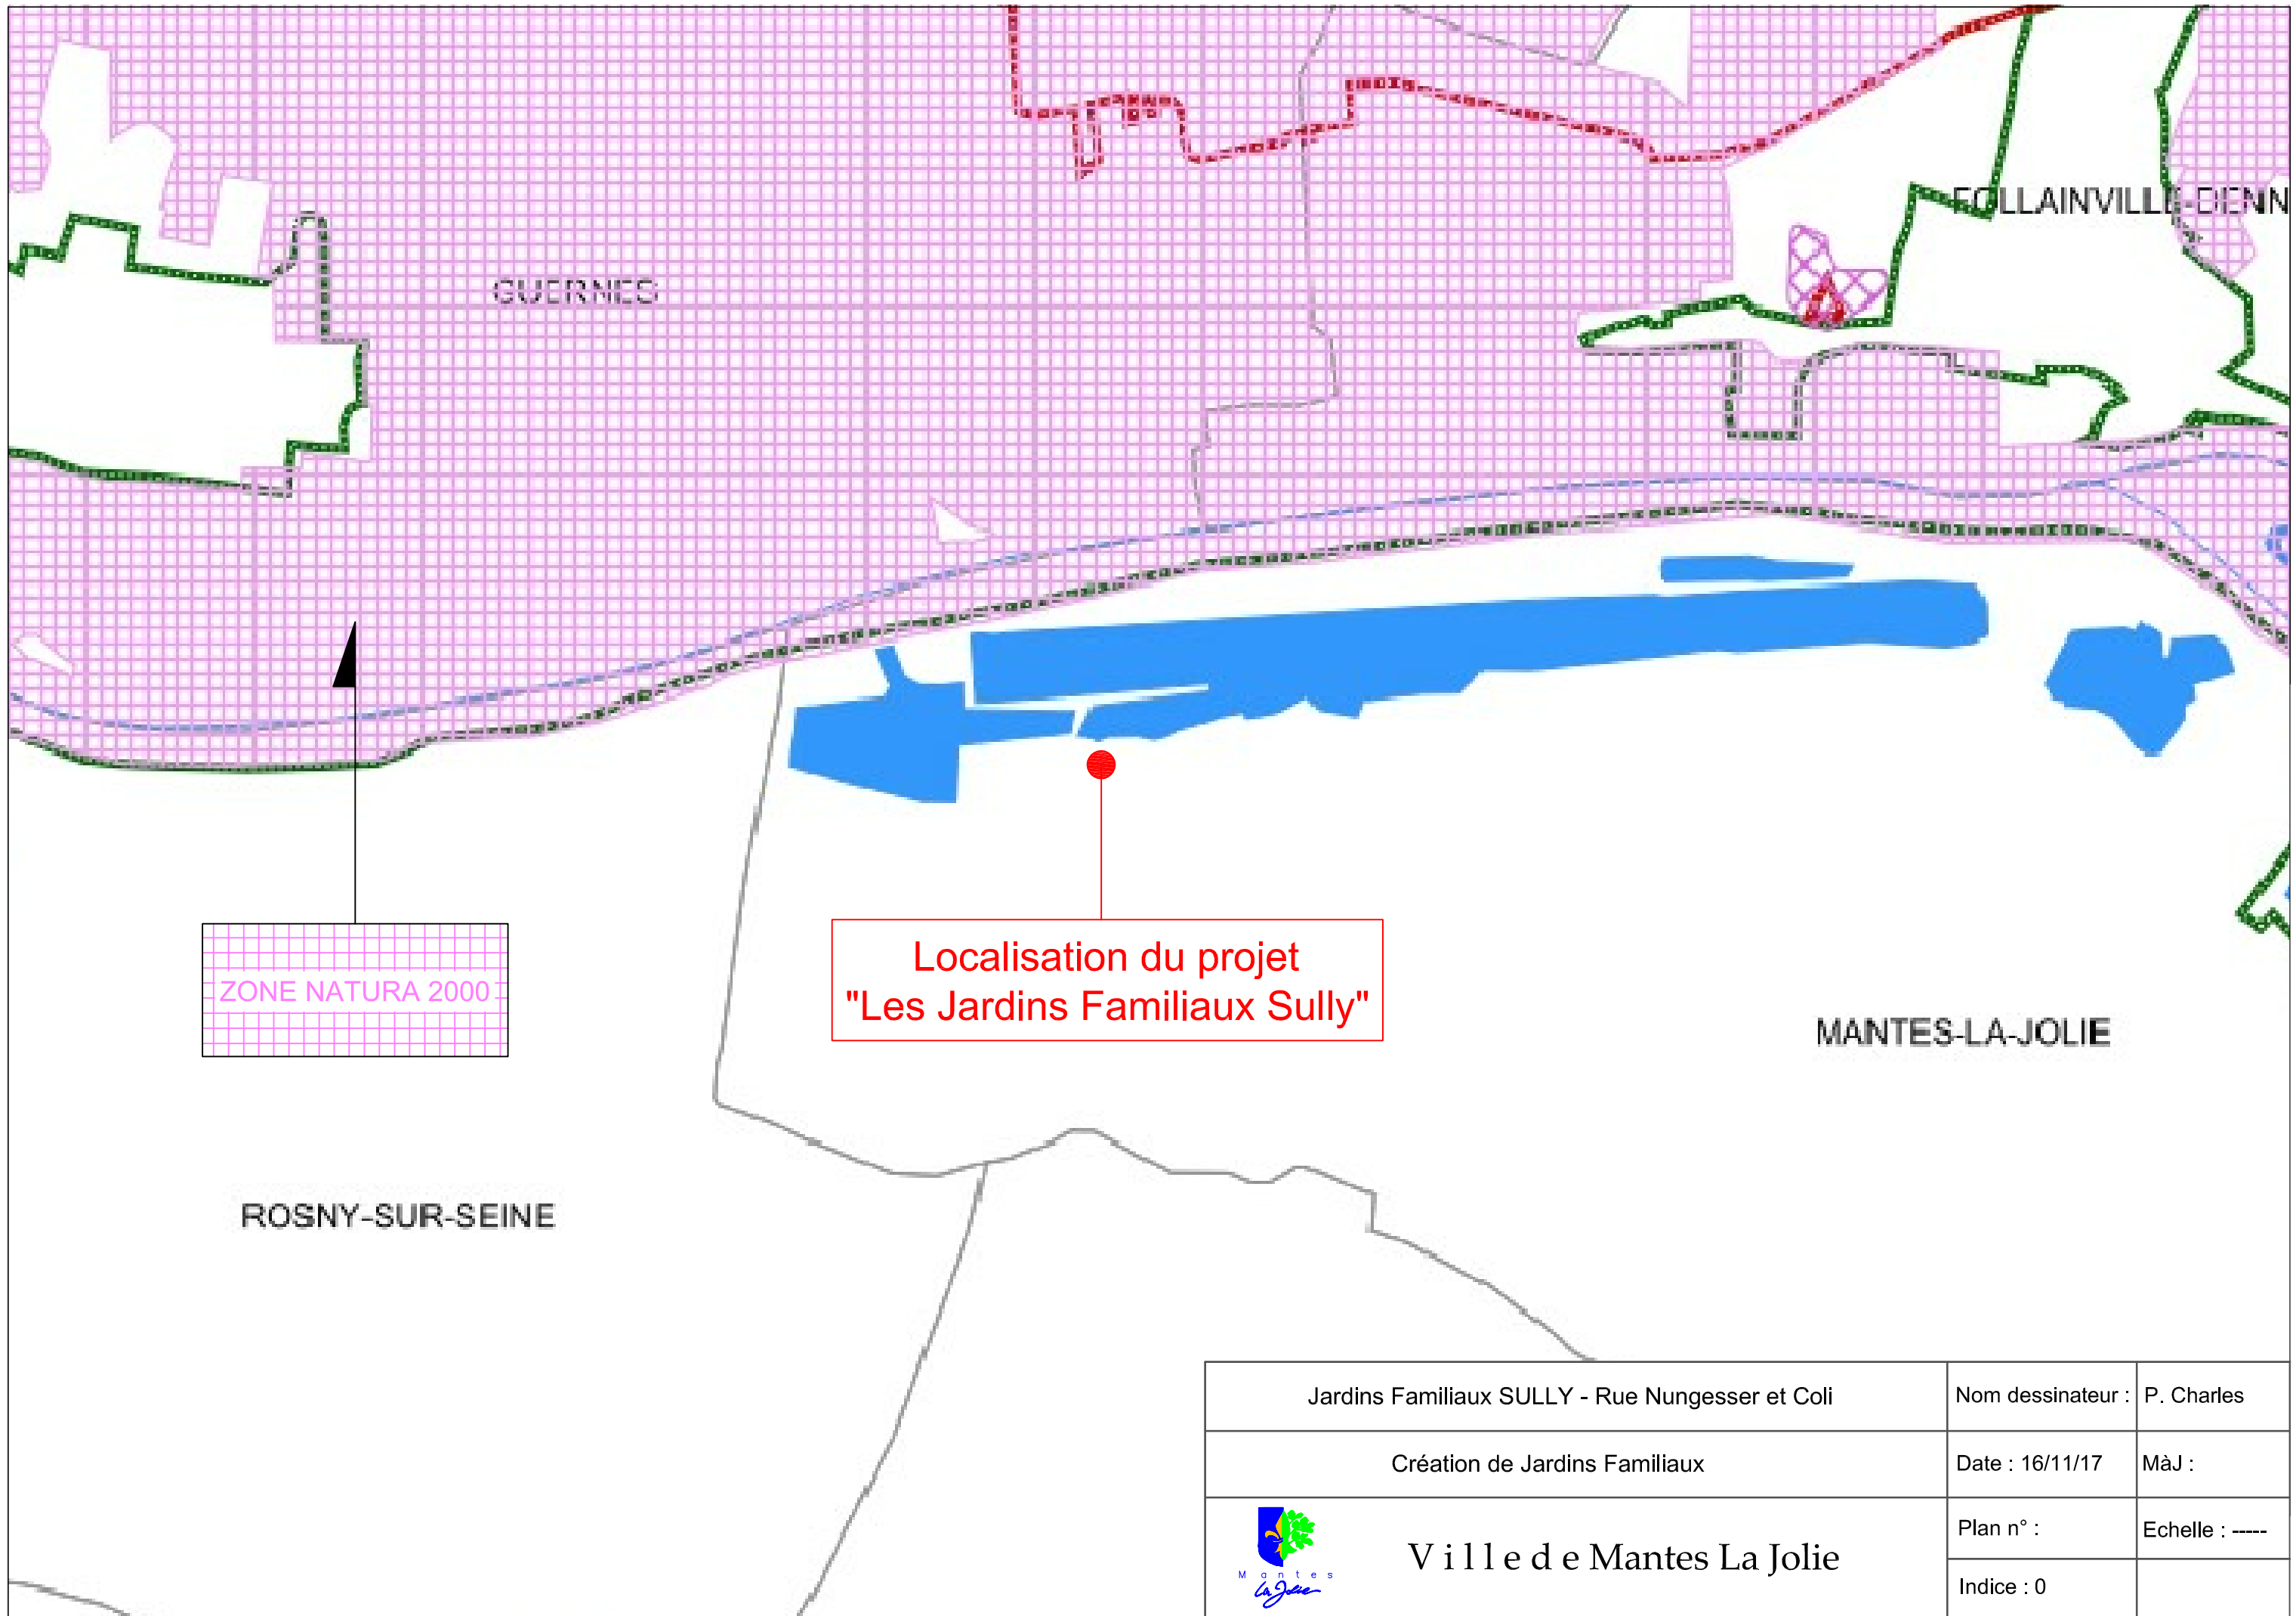 FOLLAINVILLE-DENN
GUERNES
ZONE NATURA 2000
Localisation du projet
"Les Jardins Familiaux Sully"
MANTES-LA-JOLIE
ROSNY-SUR-SEINE
Jardins Familiaux SULLY - Rue Nungesser et Coli
Nom dessinateur : P. Charles
Création de Jardins Familiaux
Date : 16/11/17 MàJ :
Plan n° : Echelle : -----
Ville de Mantes La Jolie
Mantes
La Jolie
Indice : 0